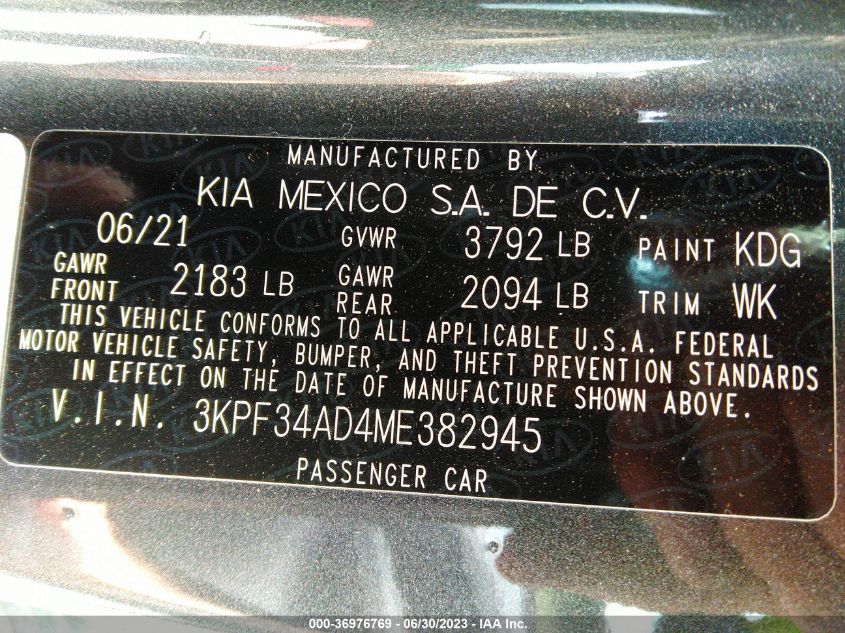 MANUFACTURED BY
KIA MEXICO S.A. DE C.V.
06/21 GVWR 3792 LB PAINT KDG
GAWR FRONT 2183 LB GAWR REAR 2094 LB TRIM WK
THIS VEHICLE CONFORMS TO ALL APPLICABLE U.S.A. FEDERAL
MOTOR VEHICLE SAFETY, BUMPER, AND THEFT PREVENTION STANDARDS
IN EFFECT ON THE DATE OF MANUFACTURE SHOWN ABOVE.
V.I.N. 3KPF34AD4ME382945
PASSENGER CAR
000-36976769 - 06/30/2023 - IAA Inc.